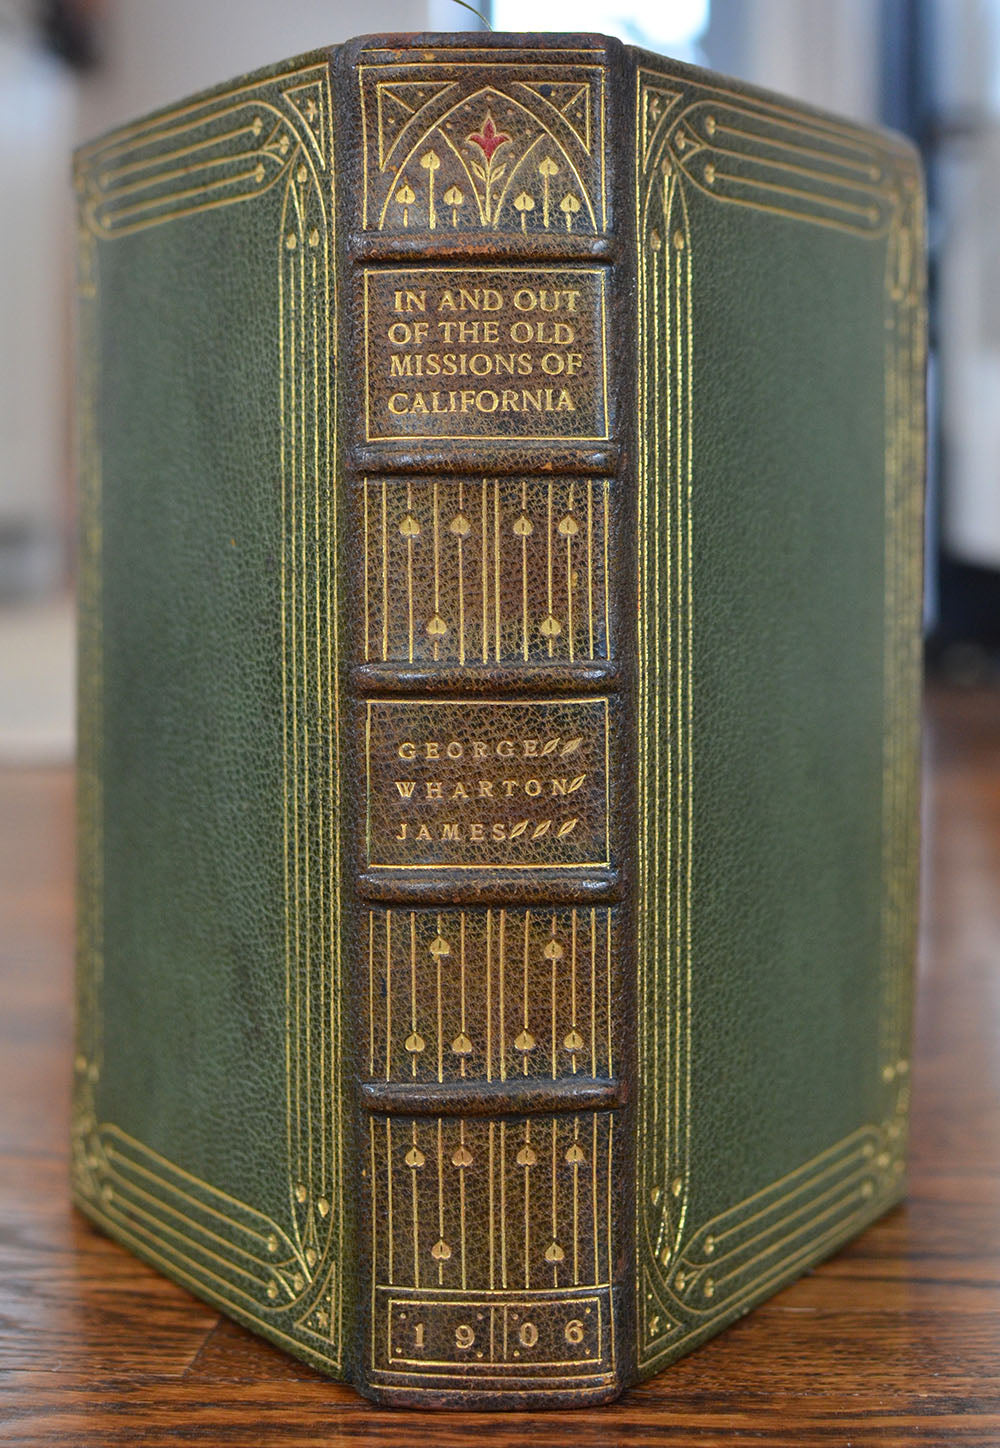 IN AND OUT
OF THE OLD
MISSIONS OF
CALIFORNIA
GEORGE
WHARTON
JAMES
1906